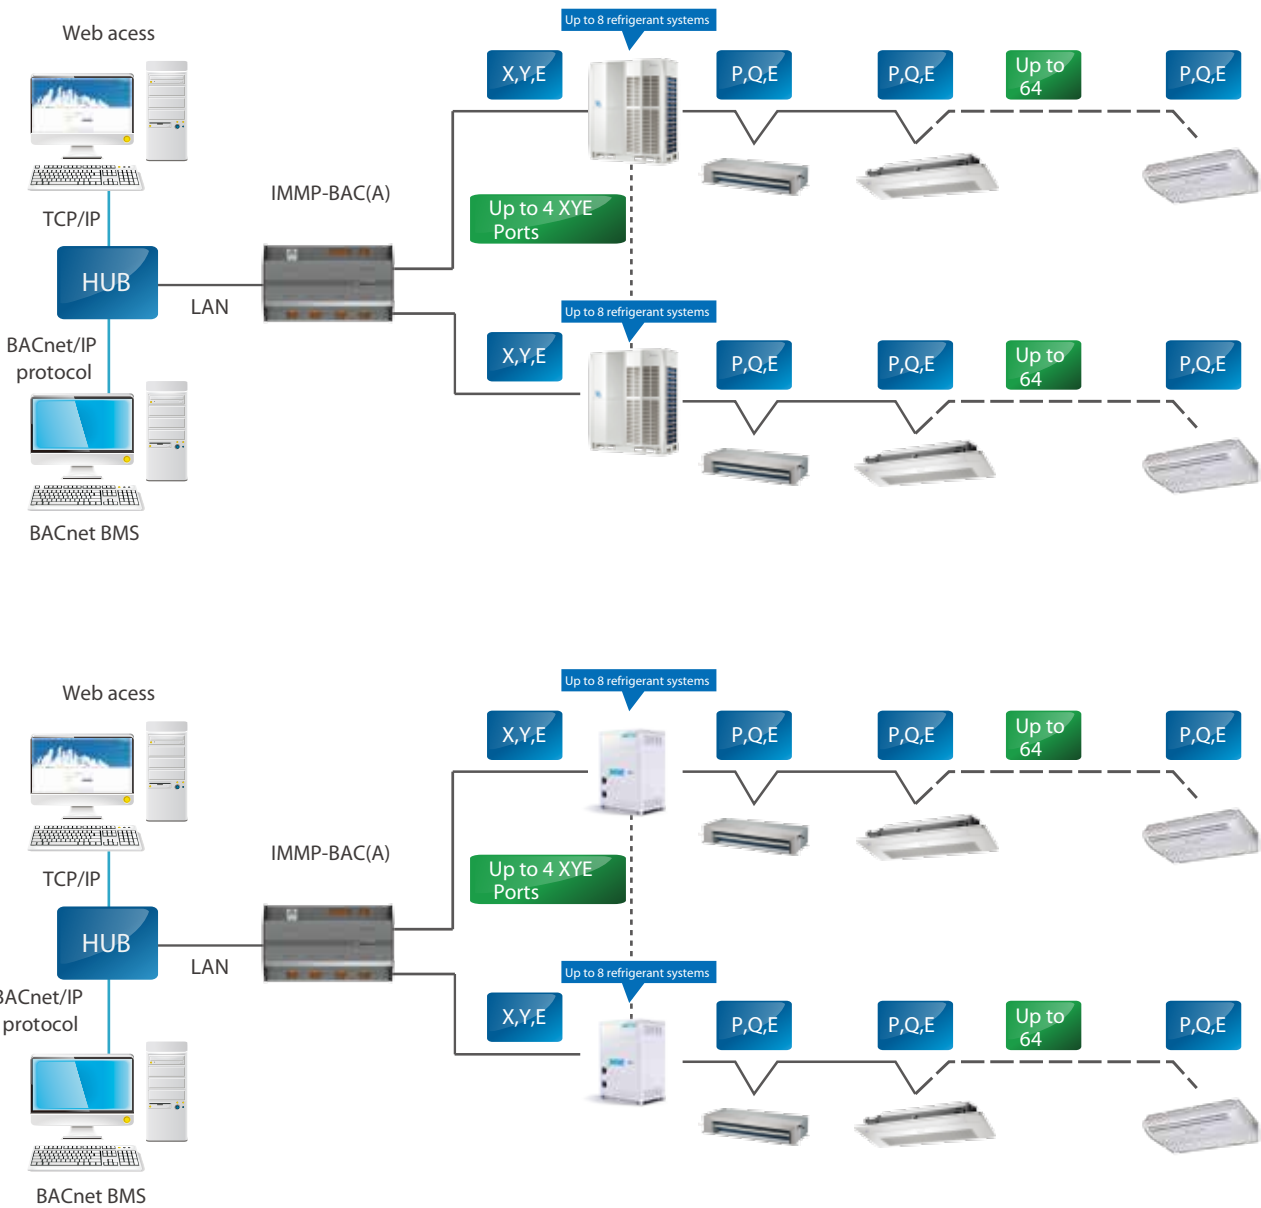 Up to 8 refrigerant systems
Web acess
X,Y,E
P,Q,E
P,Q,E
Up to
64
P,Q,E
IMMP-BAC(A)
Up to 4 XYE
Ports
TCP/IP
HUB
LAN
Up to 8 refrigerant systems
BACnet/IP
protocol
X,Y,E
P,Q,E
P,Q,E
Up to
64
P,Q,E
BACnet BMS
Up to 8 refrigerant systems
Web acess
X,Y,E
P,Q,E
P,Q,E
Up to
64
P,Q,E
IMMP-BAC(A)
Up to 4 XYE
Ports
TCP/IP
HUB
LAN
Up to 8 refrigerant systems
BACnet/IP
protocol
X,Y,E
P,Q,E
P,Q,E
Up to
64
P,Q,E
BACnet BMS